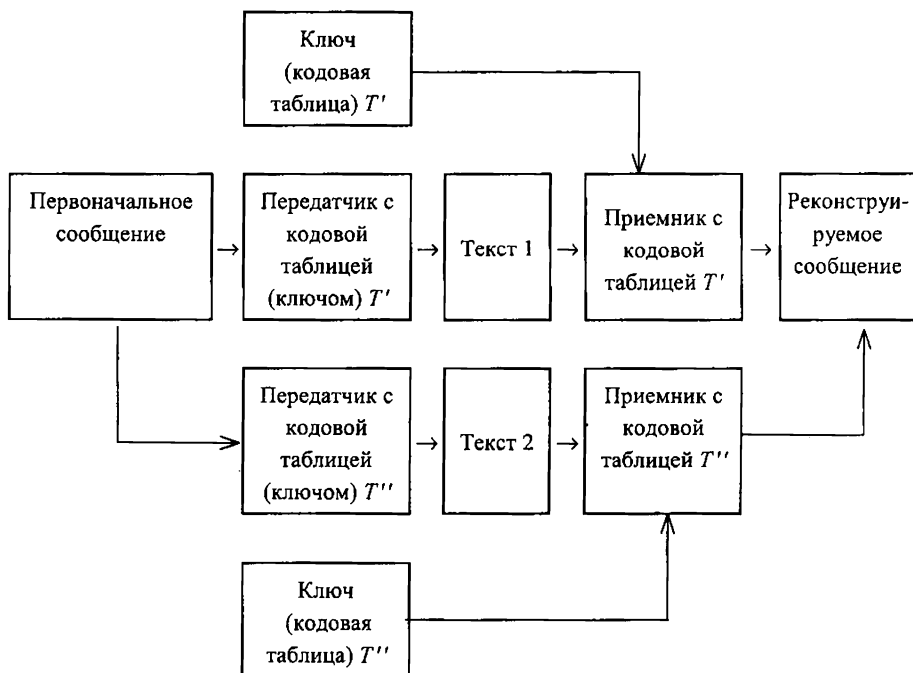 Ключ
(кодовая
таблица) T'
Первоначальное
сообщение
→
Передатчик с
кодовой
таблицей
(ключом) T'
→
Текст 1
→
Приемник с
кодовой
таблицей T'
→
Реконструи-
руемое
сообщение
Передатчик с
кодовой
таблицей
(ключом) T''
→
Текст 2
→
Приемник с
кодовой
таблицей T''
Ключ
(кодовая
таблица) T''